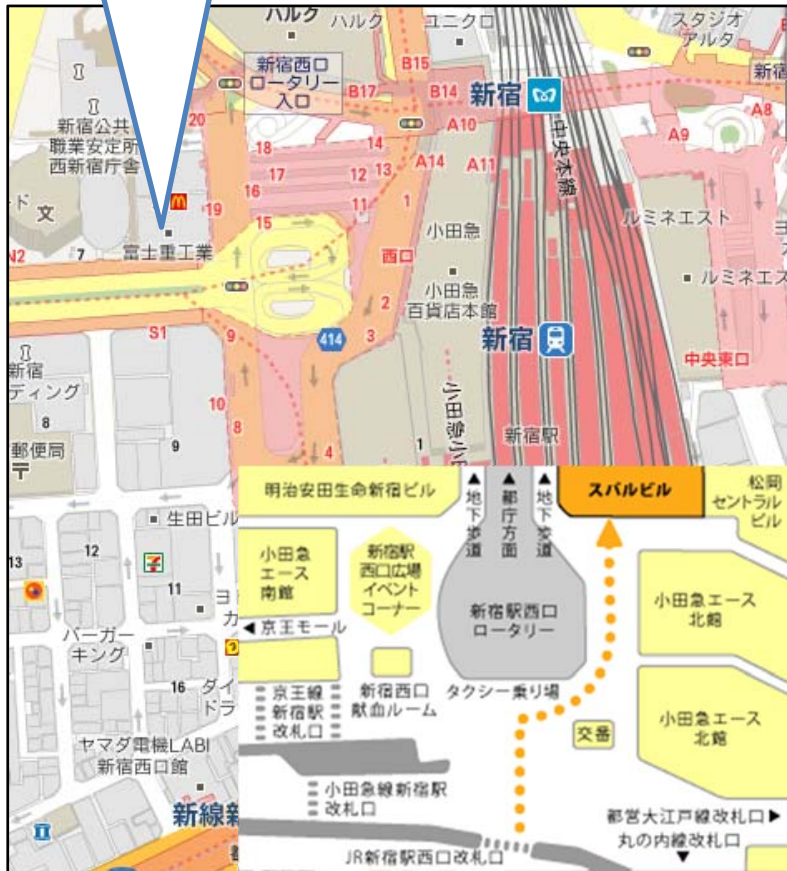 ハルク
ハルク
ユニクロ
スタジオ
アルタ
新宿西口
ロータリー
入口
B15
B17
B14
新宿
新宿
A8
A9
A10
A14
A11
中央本線
新宿公共
職業安定所
西新宿庁舎
20
18
17
16
15
14
13
12
11
1
19
文
富士重工業
7
N2
西口
小田急
小田急
百貨店本館
ルミネエスト
ルミネエス
2
3
S1
9
414
新宿
中央東口
新宿
ディング
8
郵便局
10
8
9
4
1
小田急小田
新宿駅
生田ビル
13
12
11
バーガー
キング
16
ダイ
ドラ
ヤマダ電機LABI
新宿西口館
新線新
明治安田生命新宿ビル
▲地下歩道
▲都庁方面
▲地下歩道
スバルビル
松岡
セントラル
ビル
小田急
エース
南館
新宿駅
西口広場
イベント
コーナー
新宿駅西口
ロータリー
小田急エース
北館
◀京王モール
京王線
新宿駅
改札口
新宿西口
献血ルーム
タクシー乗り場
交番
小田急エース
北館
小田急線新宿駅
改札口
都営大江戸線改札口▶
丸の内線改札口
▼
JR新宿駅西口改札口